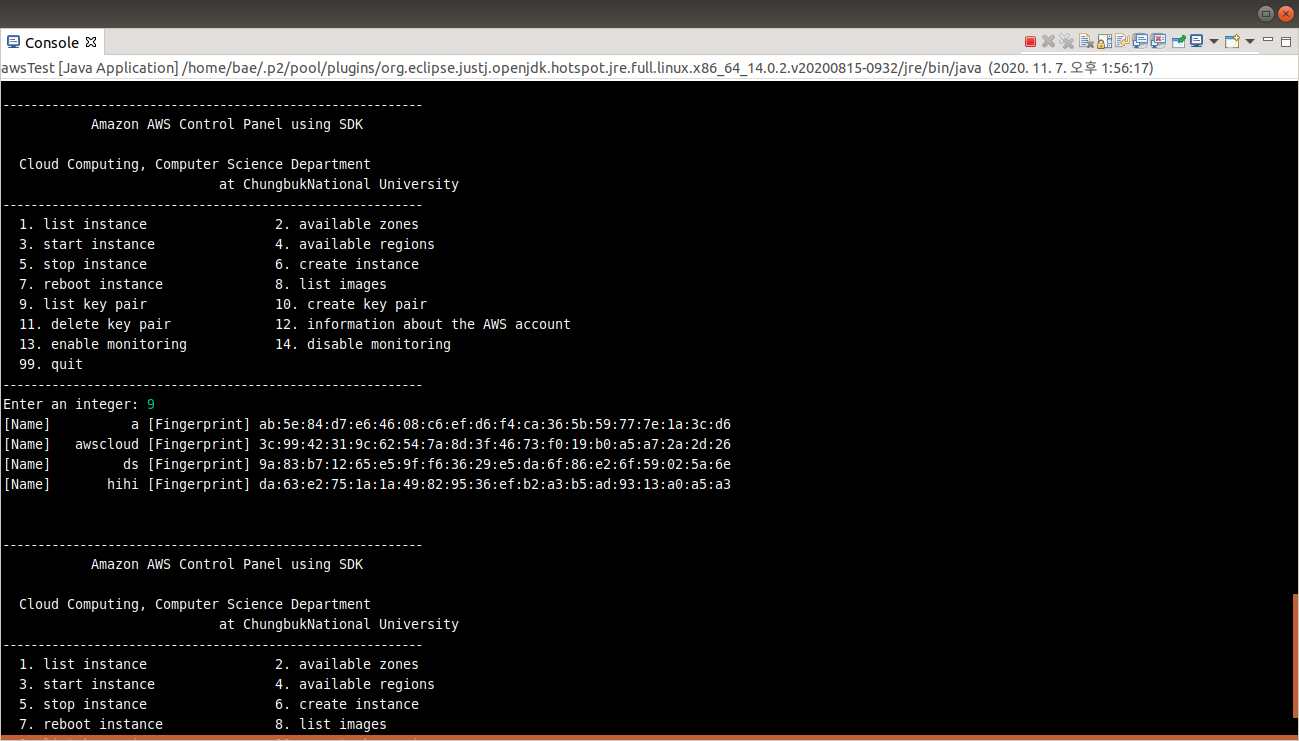 Console
awsTest [Java Application] /home/bae/.p2/pool/plugins/org.eclipse.justj.openjdk.hotspot.jre.full.linux.x86_64_14.0.2.v20200815-0932/jre/bin/java (2020. 11. 7. 오후 1:56:17)
------------------------------------------------------------
Amazon AWS Control Panel using SDK
Cloud Computing, Computer Science Department
at ChungbukNational University
------------------------------------------------------------
1. list instance 2. available zones
3. start instance 4. available regions
5. stop instance 6. create instance
7. reboot instance 8. list images
9. list key pair 10. create key pair
11. delete key pair 12. information about the AWS account
13. enable monitoring 14. disable monitoring
99. quit
------------------------------------------------------------
Enter an integer: 9
[Name] a [Fingerprint] ab:5e:84:d7:e6:46:08:c6:ef:d6:f4:ca:36:5b:59:77:7e:1a:3c:d6
[Name] awscloud [Fingerprint] 3c:99:42:31:9c:62:54:7a:8d:3f:46:73:f0:19:b0:a5:a7:2a:2d:26
[Name] ds [Fingerprint] 9a:83:b7:12:65:e5:9f:f6:36:29:e5:da:6f:86:e2:6f:59:02:5a:6e
[Name] hihi [Fingerprint] da:63:e2:75:1a:1a:49:82:95:36:ef:b2:a3:b5:ad:93:13:a0:a5:a3
------------------------------------------------------------
Amazon AWS Control Panel using SDK
Cloud Computing, Computer Science Department
at ChungbukNational University
------------------------------------------------------------
1. list instance 2. available zones
3. start instance 4. available regions
5. stop instance 6. create instance
7. reboot instance 8. list images